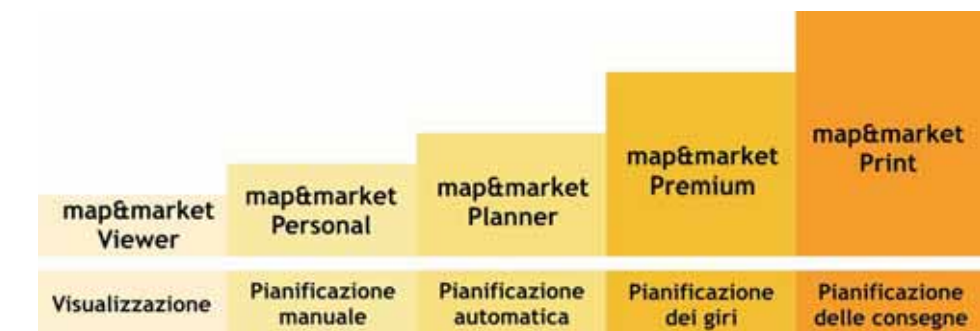 map&market
Viewer
map&market
Personal
map&market
Planner
map&market
Premium
map&market
Print
Visualizzazione
Pianificazione
manuale
Pianificazione
automatica
Pianificazione
dei giri
Pianificazione
delle consegne